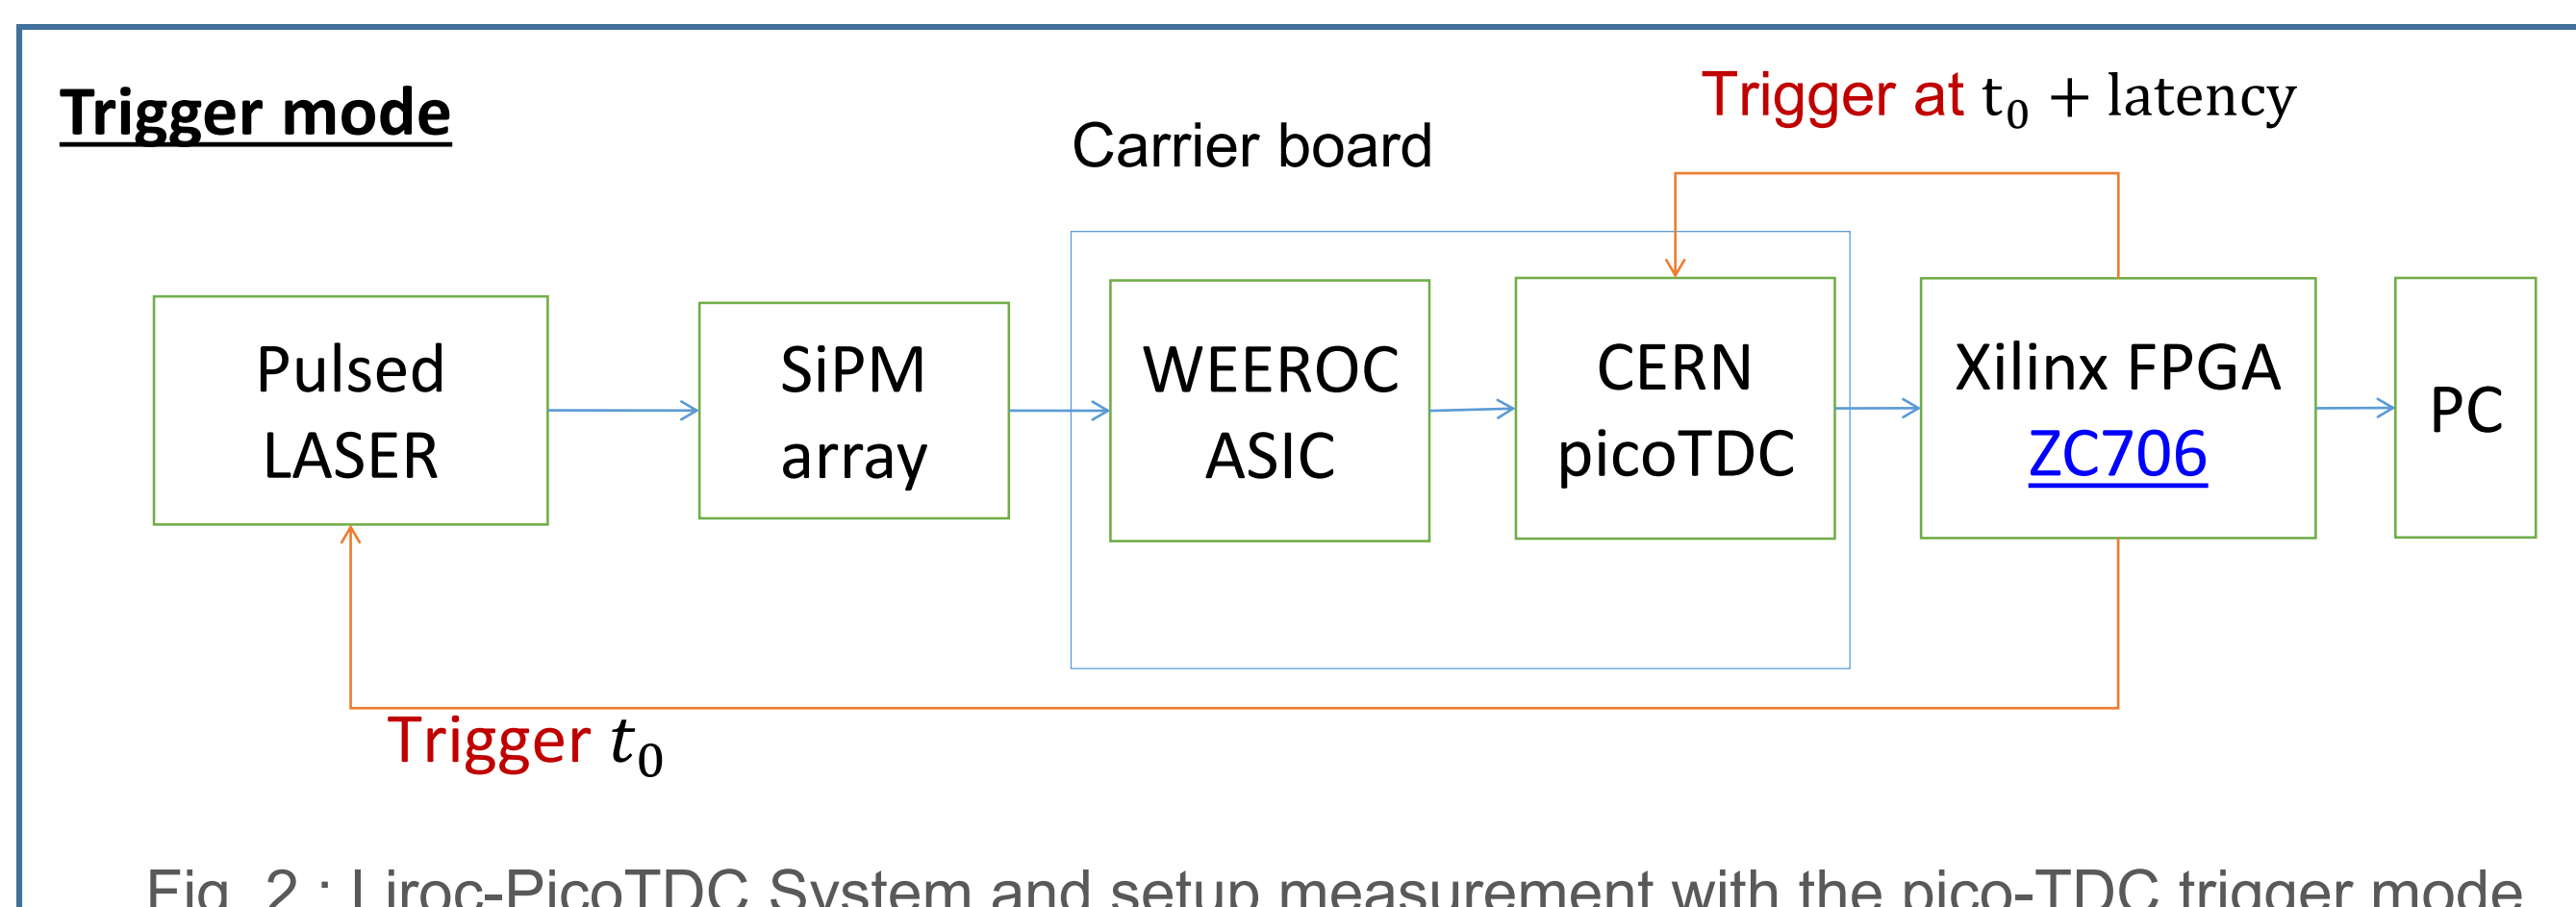 Trigger mode
Trigger at t₀ + latency
Carrier board
Pulsed
LASER
SiPM
array
WEEROC
ASIC
CERN
picoTDC
Xilinx FPGA
ZC706
PC
Trigger t₀
Fig. 2 : Liroc-PicoTDC System and setup measurement with the pico-TDC trigger mode